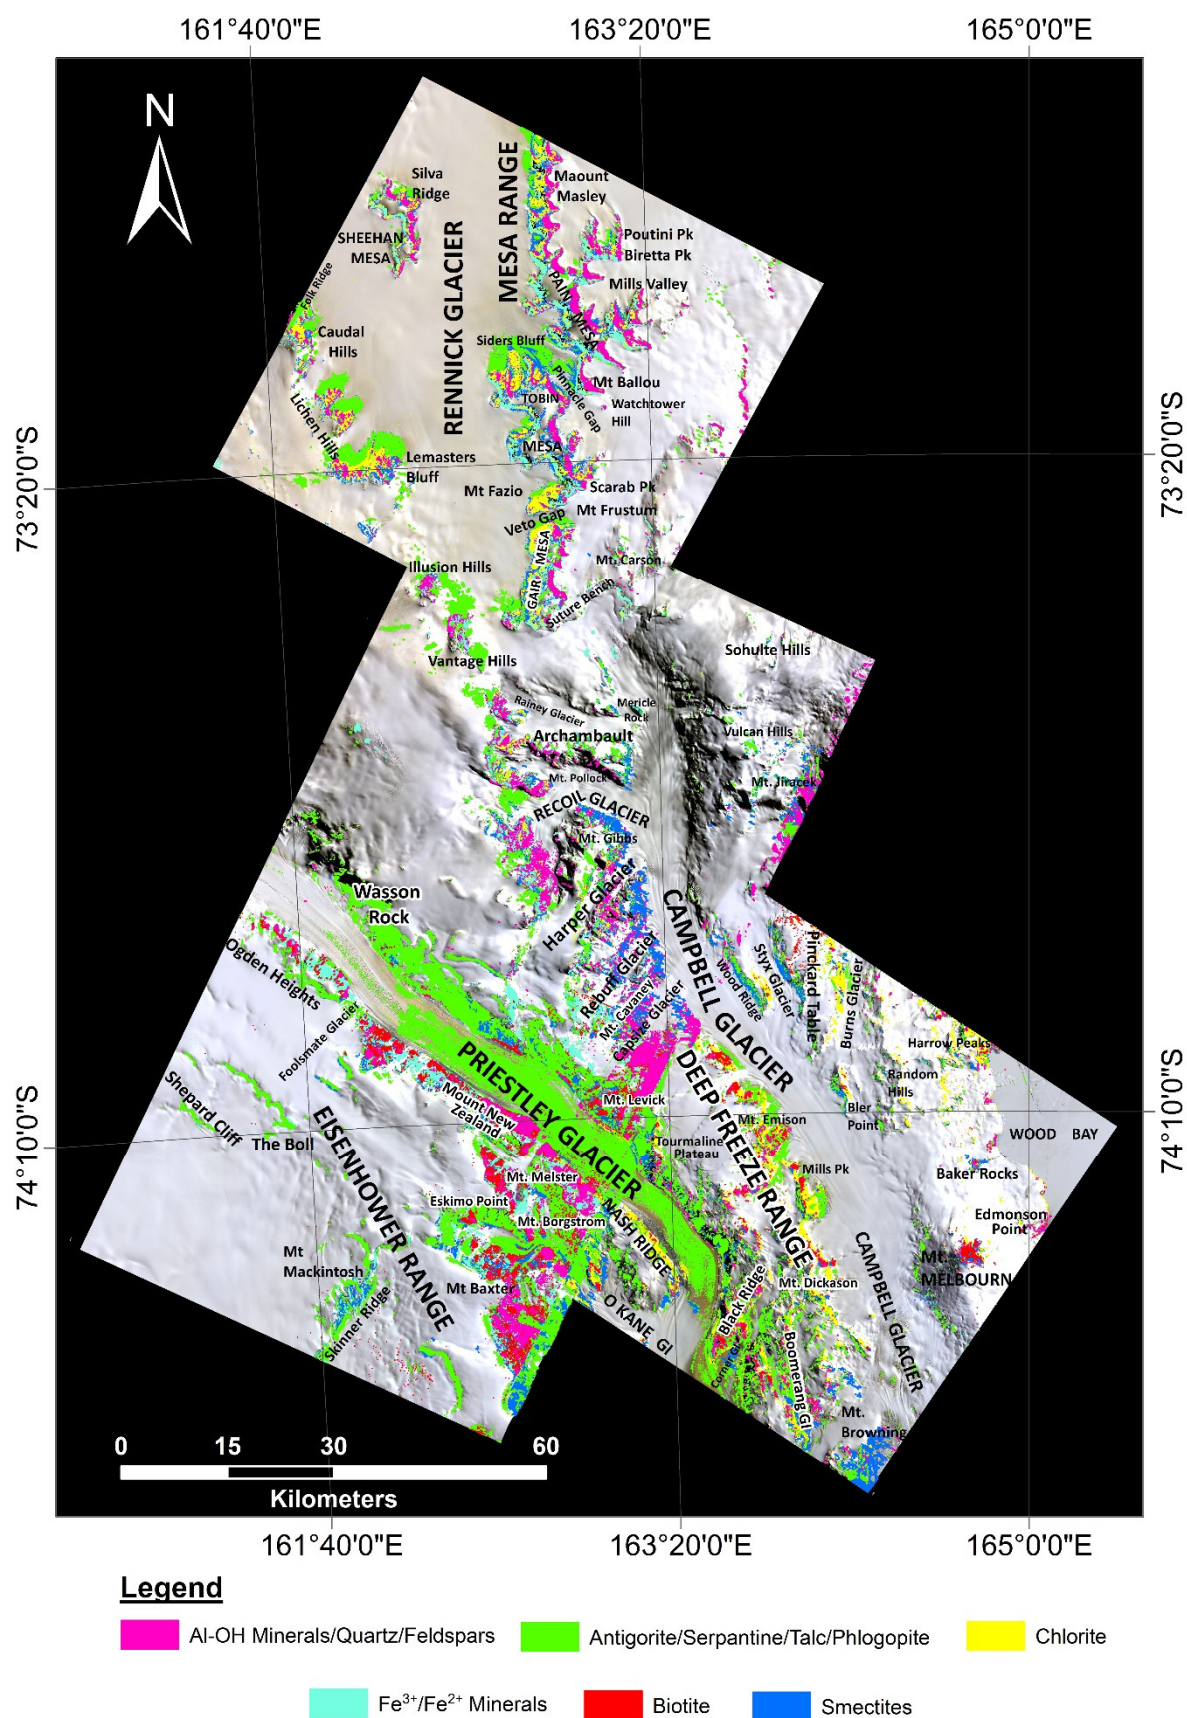 161°40'0"E
163°20'0"E
165°0'0"E
N
MESA RANGE
Silva
Ridge
Maount
Masley
SHEEHAN
MESA
RENNICK GLACIER
Poutini Pk
Biretta Pk
Folk Ridge
PAIN MESA
Mills Valley
Caudal
Hills
Siders Bluff
Pinnacle Gap
Mt Ballou
Lichen Hills
TOBIN
Watchtower
Hill
MESA
Lemasters
Bluff
73°20'0"S
73°20'0"S
Mt Fazio
Scarab Pk
Veto Gap
Mt Frustum
GAIR MESA
Mt. Carson
Illusion Hills
Suture Bench
Vantage Hills
Sohulte Hills
Rainey Glacier
Mericle
Rock
Archambault
Vulcan Hills
Mt. Pollock
Mt. Jiracek
RECOIL GLACIER
Mt. Gibbs
Wasson
Rock
Harper Glacier
CAMPBELL GLACIER
Ogden Heights
Rebuff Glacier
Wood Ridge
Styx Glacier
Pinckard Table
Burns Glacier
Mt. Cavaney
Capsize Glacier
Foolsmate Glacier
PRIESTLEY GLACIER
DEEP FREEZE RANGE
Harrow Peaks
Random
Hills
Shepard Cliff
EISENHOWER RANGE
Mount New
Zealand
Mt. Levick
Mt. Emison
Bler
Point
74°10'0"S
74°10'0"S
The Boll
Tourmaline
Plateau
WOOD BAY
Mt. Melster
Mills Pk
Baker Rocks
Eskimo Point
NASH RIDGE
Mt. Borgstrom
Edmonson
Point
Mt
Mackintosh
Mt Baxter
Mt. Dickason
CAMPBELL GLACIER
Mt.
MELBOURN
Skinner Ridge
O KANE Gl
Black Ridge
Boomerang Gl
Mt.
Browning
0 15 30 60
Kilometers
161°40'0"E
163°20'0"E
165°0'0"E
Legend
Al-OH Minerals/Quartz/Feldspars
Antigorite/Serpantine/Talc/Phlogopite
Chlorite
Fe³⁺/Fe²⁺ Minerals
Biotite
Smectites